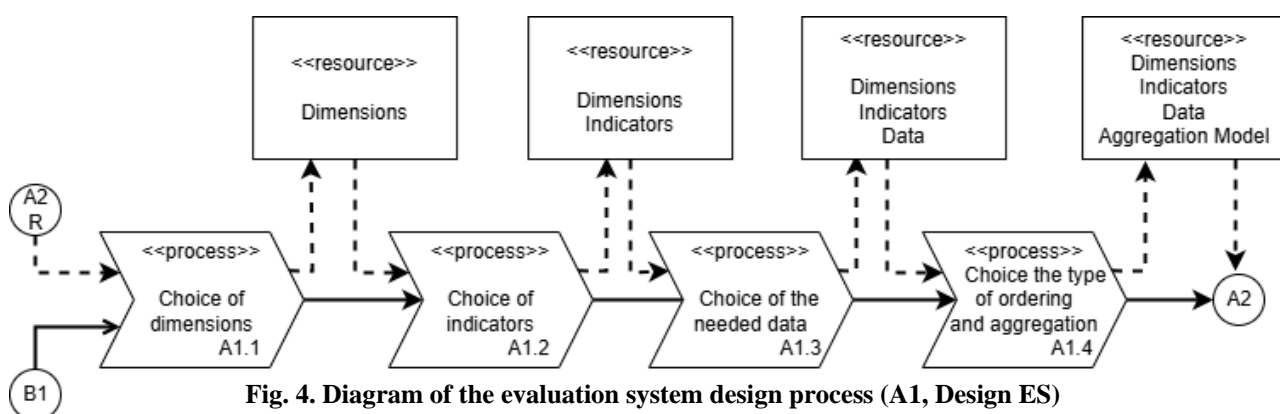 <<resource>>
Dimensions
<<resource>>
Dimensions
Indicators
<<resource>>
Dimensions
Indicators
Data
<<resource>>
Dimensions
Indicators
Data
Aggregation Model
A2
R
<<process>>
Choice of
dimensions
A1.1
<<process>>
Choice of
indicators
A1.2
<<process>>
Choice of the
needed data
A1.3
<<process>>
Choice the type
of ordering
and aggregation
A1.4
A2
B1
Fig. 4. Diagram of the evaluation system design process (A1, Design ES)